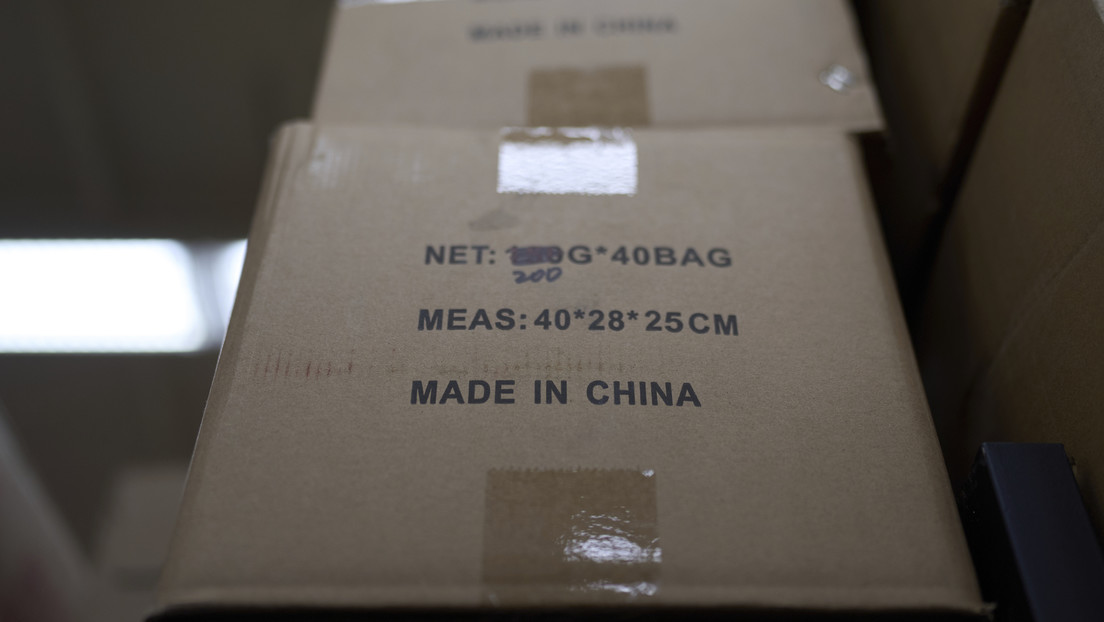 MADE IN CHINA
NET: G*40BAG
200
MEAS: 40*28*25CM
MADE IN CHINA